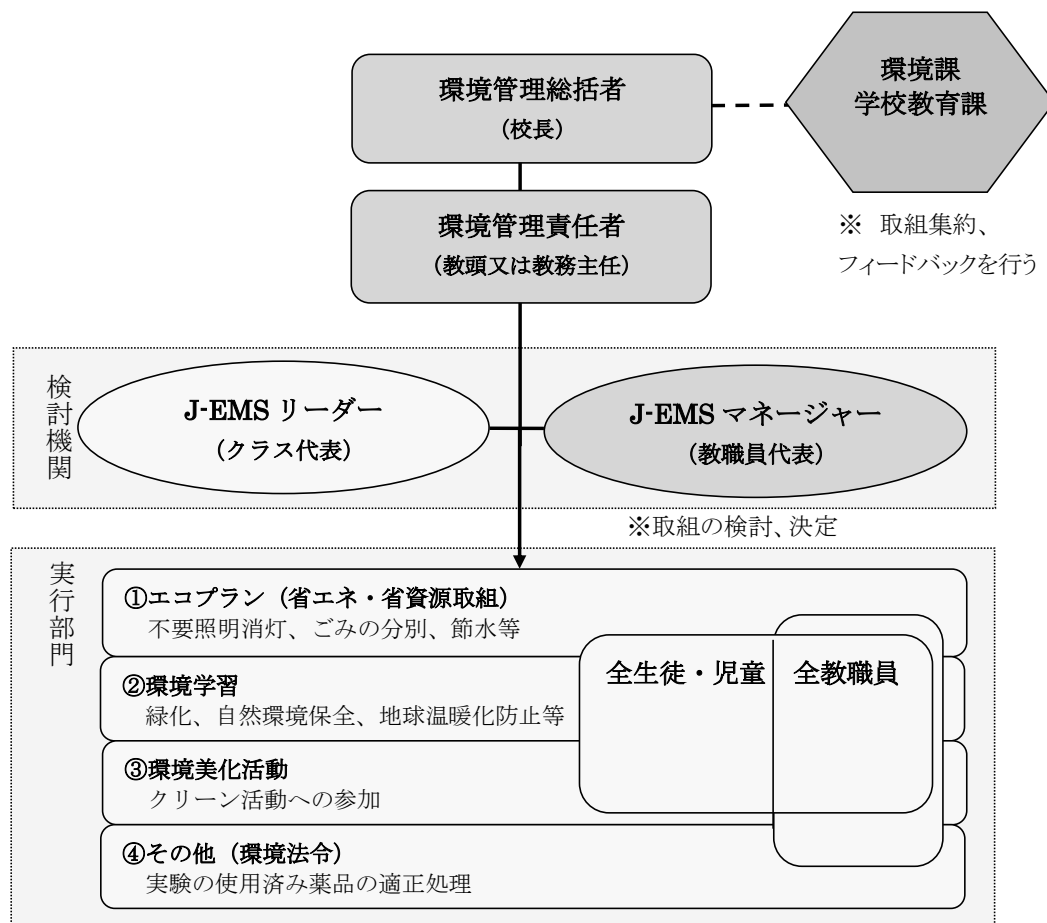 環境管理総括者
（校長）
環境課
学校教育課
※ 取組集約、
フィードバックを行う
環境管理責任者
（教頭又は教務主任）
検討機関
J-EMS リーダー
（クラス代表）
J-EMS マネージャー
（教職員代表）
※取組の検討、決定
実行部門
①エコプラン（省エネ・省資源取組）
不要照明消灯、ごみの分別、節水等
②環境学習
緑化、自然環境保全、地球温暖化防止等
③環境美化活動
クリーン活動への参加
④その他（環境法令）
実験の使用済み薬品の適正処理
全生徒・児童
全教職員